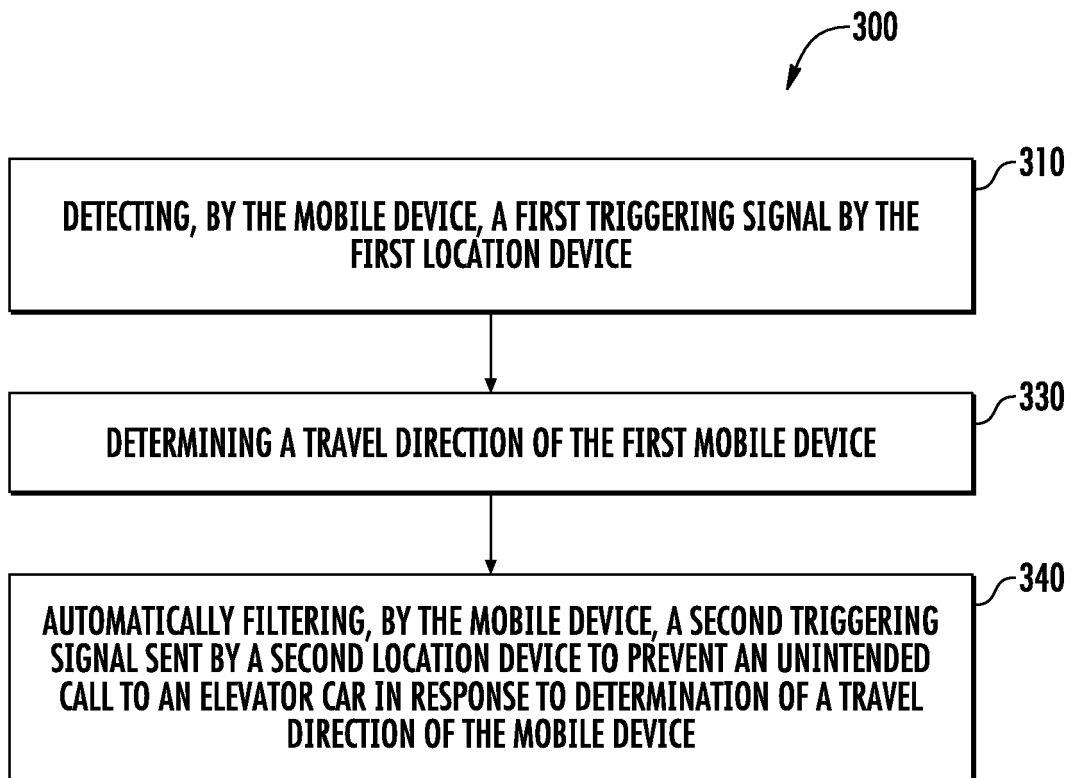 300
310
DETECTING, BY THE MOBILE DEVICE, A FIRST TRIGGERING SIGNAL BY THE
FIRST LOCATION DEVICE
330
DETERMINING A TRAVEL DIRECTION OF THE FIRST MOBILE DEVICE
340
AUTOMATICALLY FILTERING, BY THE MOBILE DEVICE, A SECOND TRIGGERING
SIGNAL SENT BY A SECOND LOCATION DEVICE TO PREVENT AN UNINTENDED
CALL TO AN ELEVATOR CAR IN RESPONSE TO DETERMINATION OF A TRAVEL
DIRECTION OF THE MOBILE DEVICE